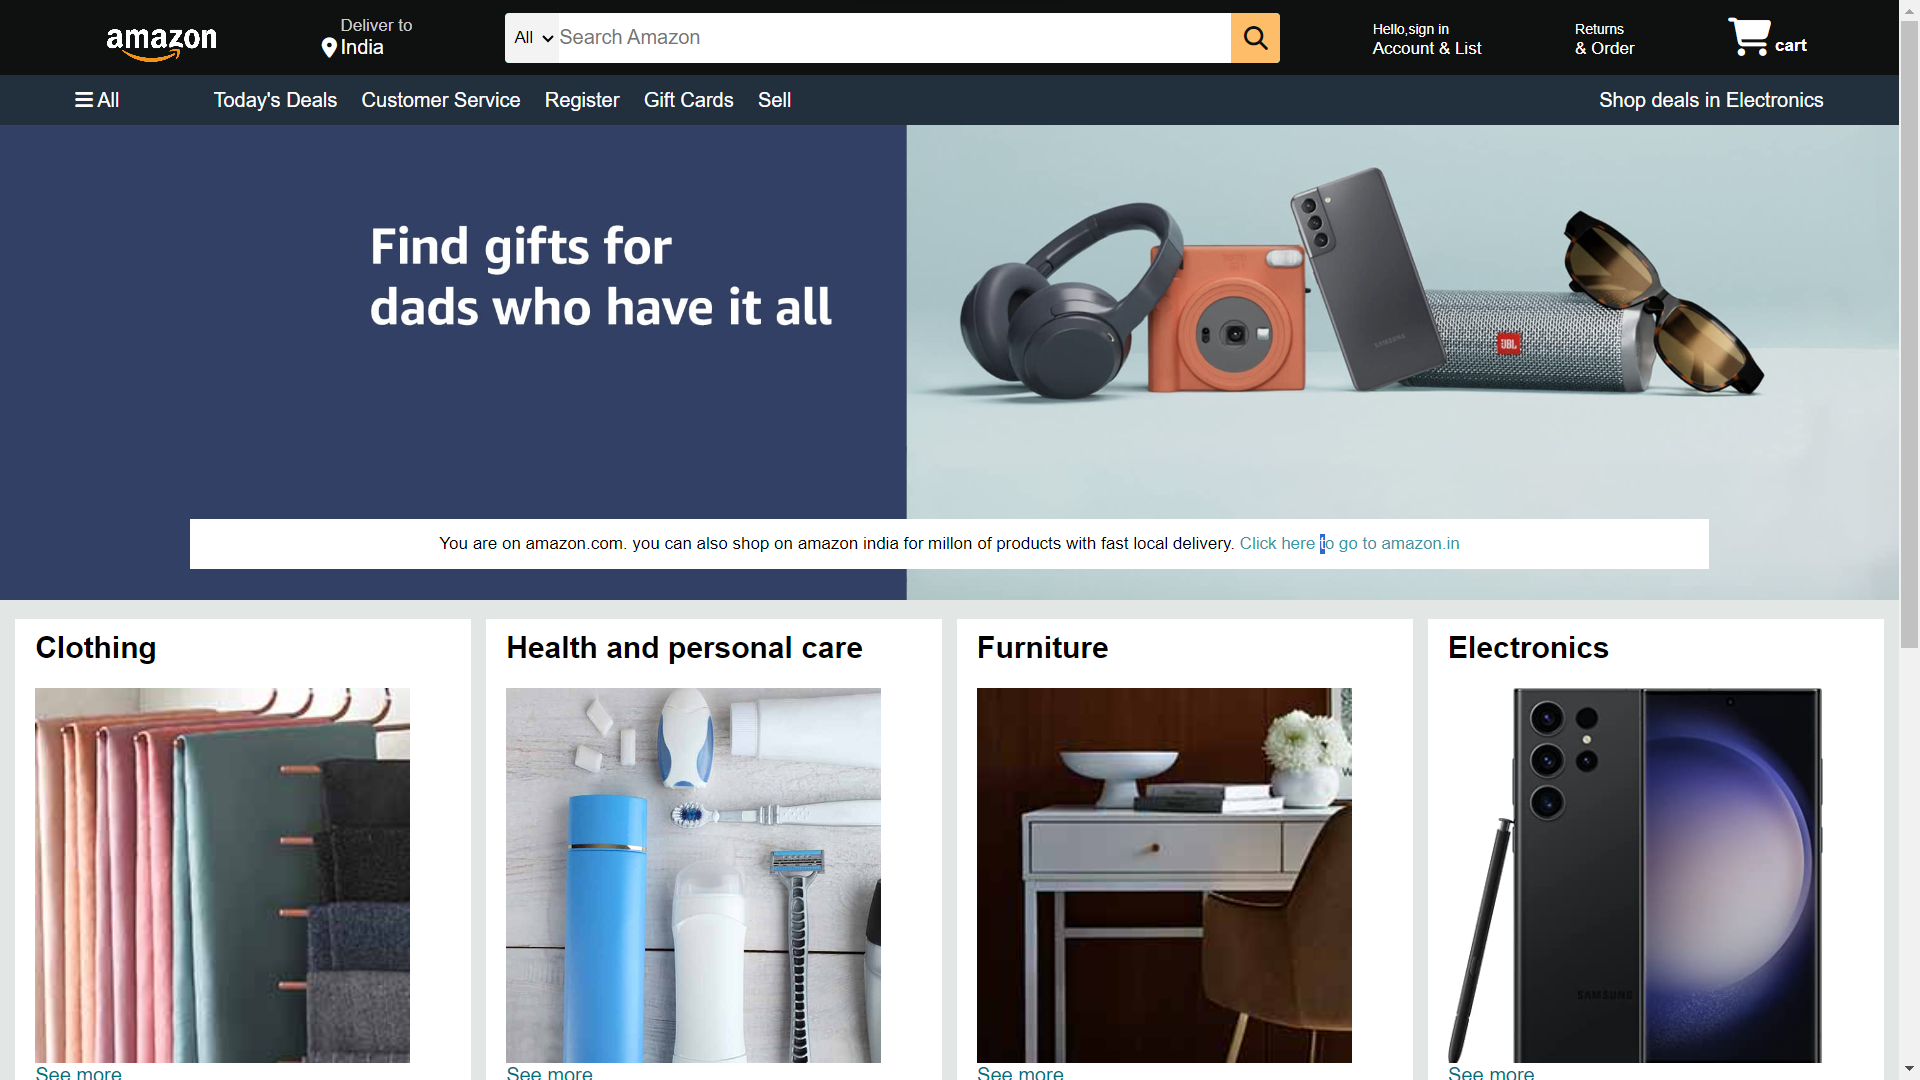 amazon
Deliver to
India
All
Search Amazon
Hello,sign in
Account & List
Returns
& Order
cart
All
Today's Deals
Customer Service
Register
Gift Cards
Sell
Shop deals in Electronics
Find gifts for
dads who have it all
SAMSUNG
JBL
You are on amazon.com. you can also shop on amazon india for millon of products with fast local delivery. Click here to go to amazon.in
Clothing
Health and personal care
Furniture
Electronics
SAMSUNG
See more
See more
See more
See more